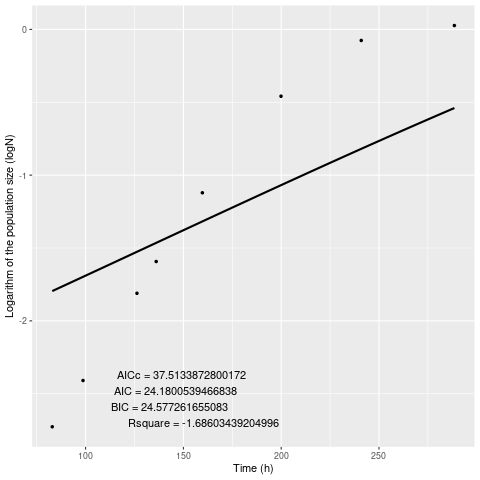 0
-1
-2
Logarithm of the population size (logN)
AICc = 37.5133872800172
AIC = 24.1800539466838
BIC = 24.577261655083
Rsquare = -1.68603439204996
100 150 200 250
Time (h)